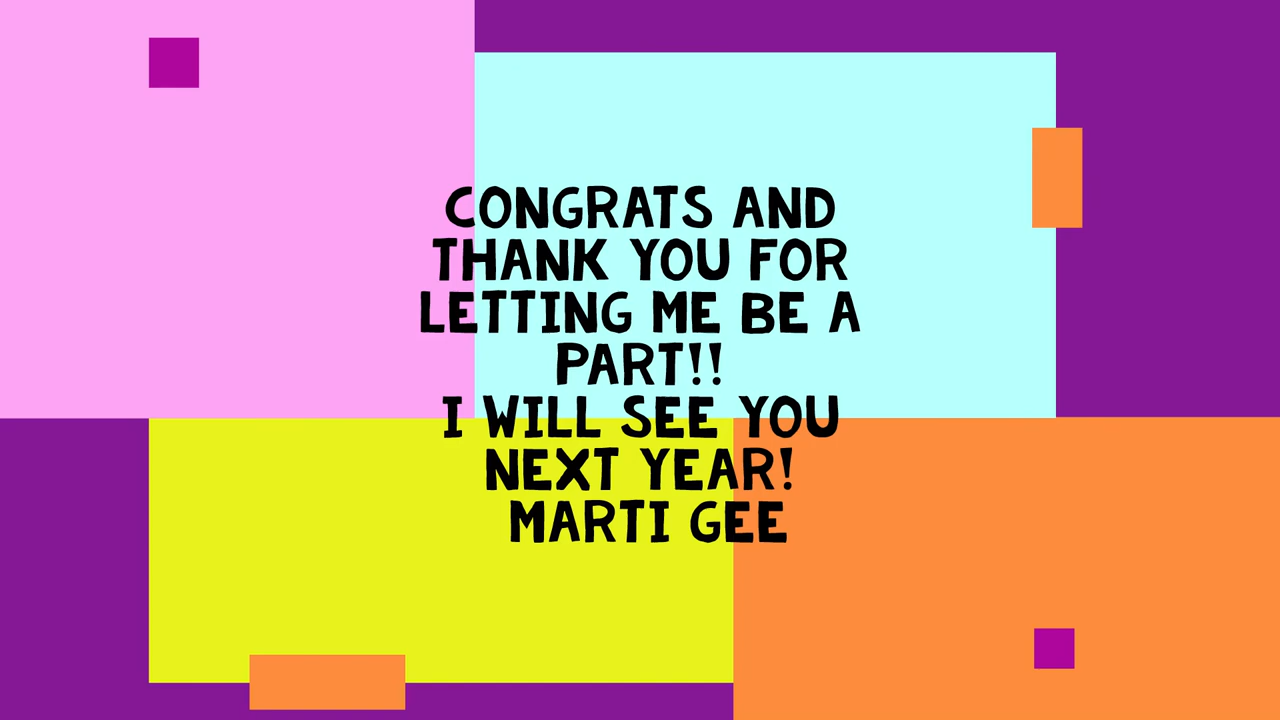 CONGRATS AND
THANK YOU FOR
LETTING ME BE A
PART!!
I WILL SEE YOU
NEXT YEAR!
MARTI GEE